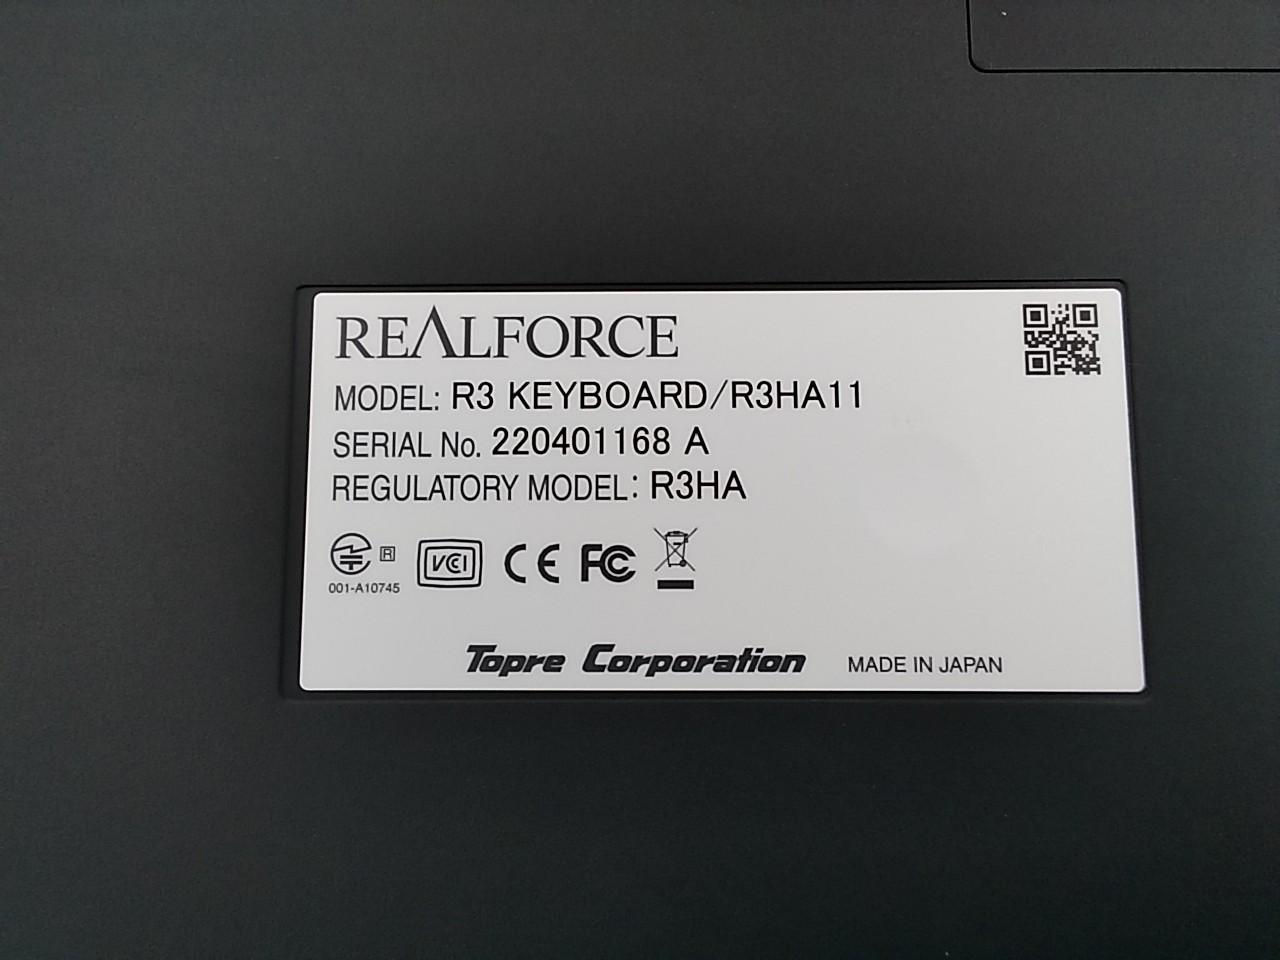 REALFORCE
MODEL: R3 KEYBOARD/R3HA11
SERIAL No. 220401168 A
REGULATORY MODEL: R3HA
R
VCI
CE FC
001-A10745
Topre Corporation MADE IN JAPAN